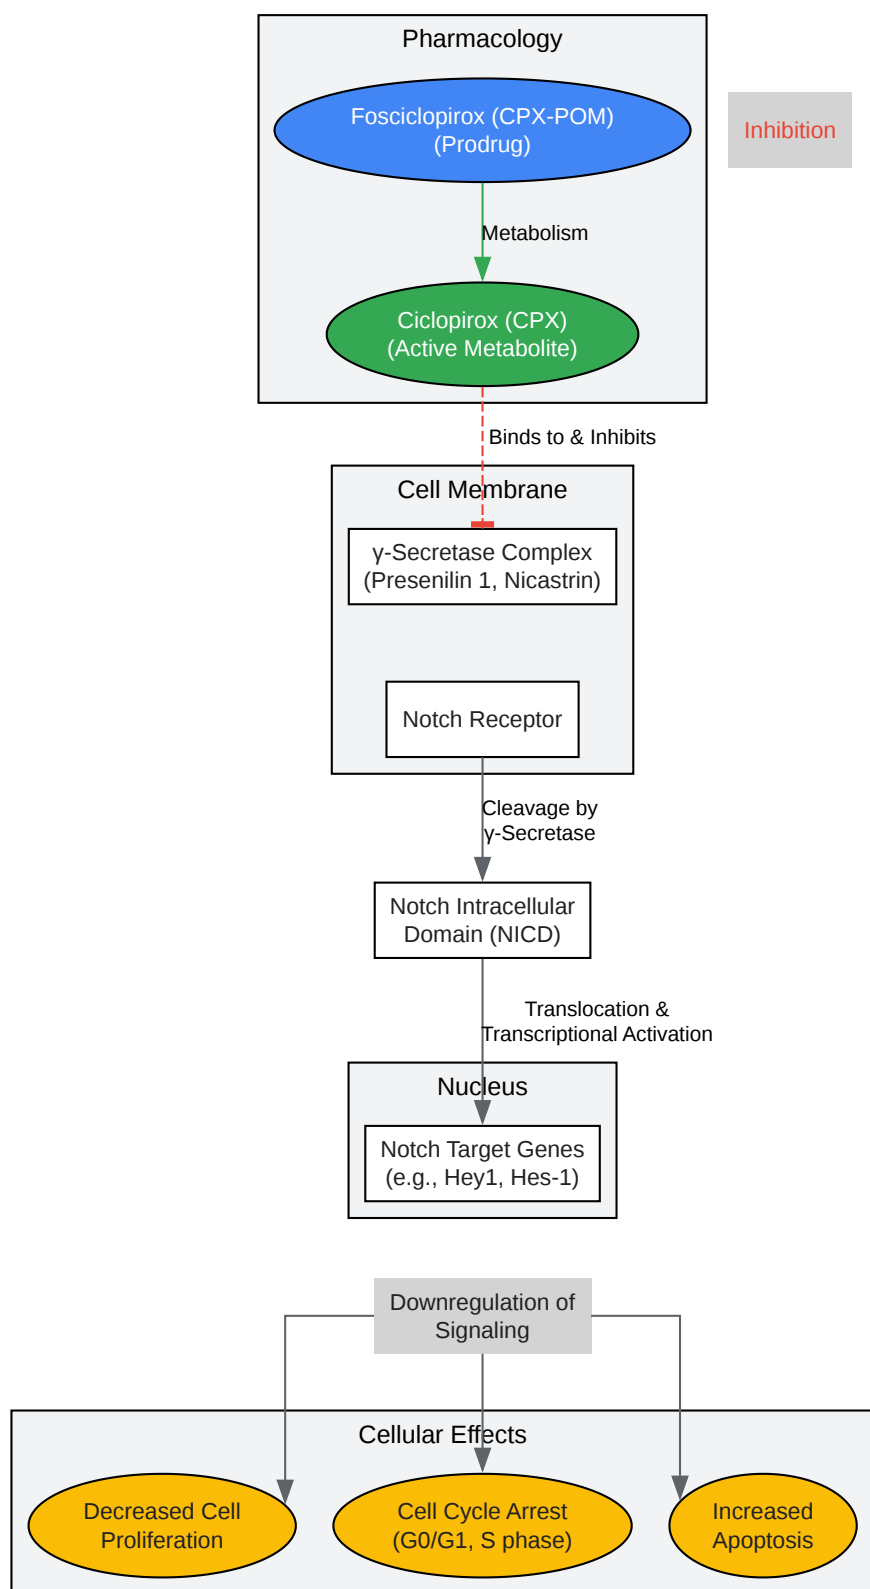 Pharmacology
Fosciclopirox (CPX-POM)
(Prodrug)
Inhibition
Metabolism
Ciclopirox (CPX)
(Active Metabolite)
Binds to & Inhibits
Cell Membrane
γ-Secretase Complex
(Presenilin 1, Nicastrin)
Notch Receptor
Cleavage by
γ-Secretase
Notch Intracellular
Domain (NICD)
Translocation &
Transcriptional Activation
Nucleus
Notch Target Genes
(e.g., Hey1, Hes-1)
Downregulation of
Signaling
Cellular Effects
Decreased Cell
Proliferation
Cell Cycle Arrest
(G0/G1, S phase)
Increased
Apoptosis